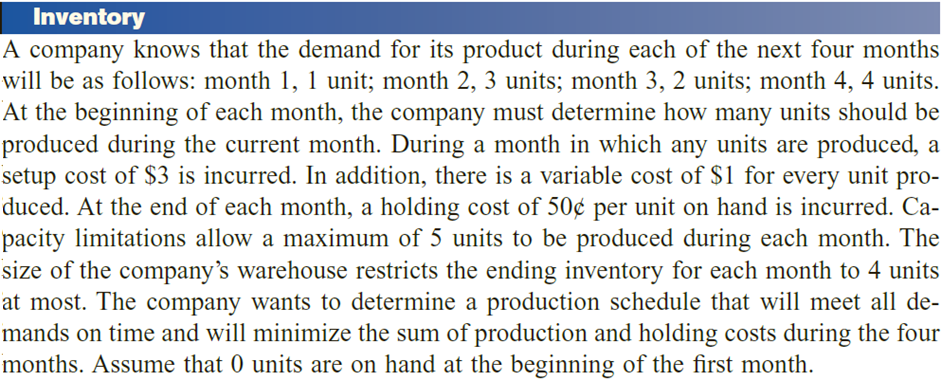 Inventory
A company knows that the demand for its product during each of the next four months
will be as follows: month 1, 1 unit; month 2, 3 units; month 3, 2 units; month 4, 4 units.
At the beginning of each month, the company must determine how many units should be
produced during the current month. During a month in which any units are produced, a
setup cost of $3 is incurred. In addition, there is a variable cost of $1 for every unit pro-
duced. At the end of each month, a holding cost of 50¢ per unit on hand is incurred. Ca-
pacity limitations allow a maximum of 5 units to be produced during each month. The
size of the company’s warehouse restricts the ending inventory for each month to 4 units
at most. The company wants to determine a production schedule that will meet all de-
mands on time and will minimize the sum of production and holding costs during the four
months. Assume that 0 units are on hand at the beginning of the first month.